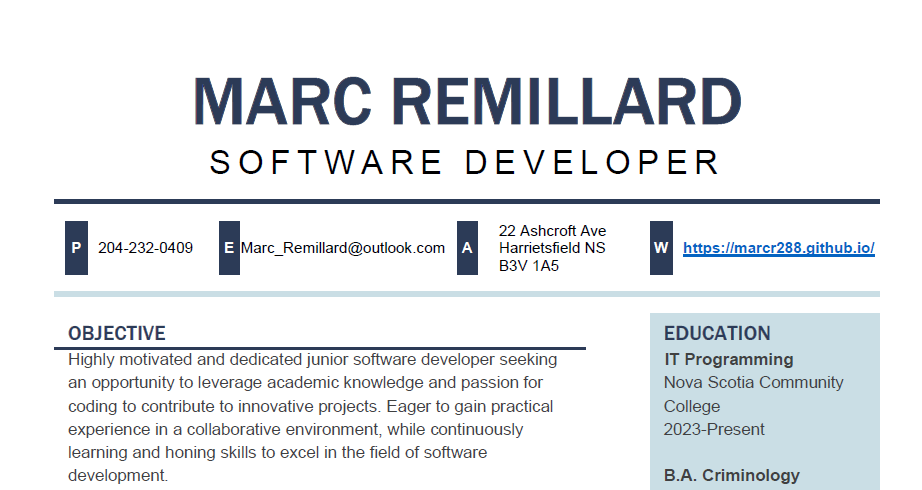 MARC REMILLARD
SOFTWARE DEVELOPER
P 204-232-0409
E Marc_Remillard@outlook.com
A
22 Ashcroft Ave
Harrietsfield NS
B3V 1A5
W https://marcr288.github.io/
OBJECTIVE
Highly motivated and dedicated junior software developer seeking
an opportunity to leverage academic knowledge and passion for
coding to contribute to innovative projects. Eager to gain practical
experience in a collaborative environment, while continuously
learning and honing skills to excel in the field of software
development.
EDUCATION
IT Programming
Nova Scotia Community
College
2023-Present
B.A. Criminology